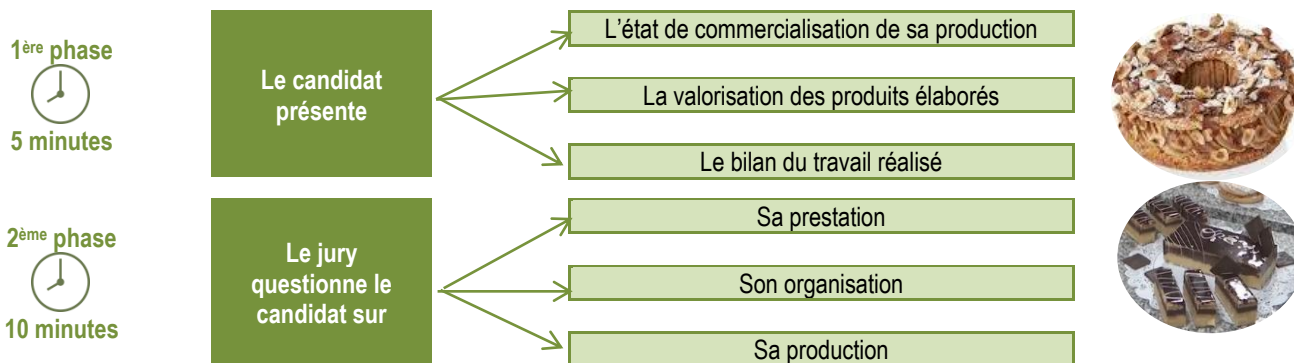 1ère phase
5 minutes
Le candidat
présente
L'état de commercialisation de sa production
La valorisation des produits élaborés
Le bilan du travail réalisé
2ème phase
10 minutes
Le jury
questionne le
candidat sur
Sa prestation
Son organisation
Sa production
Opéra